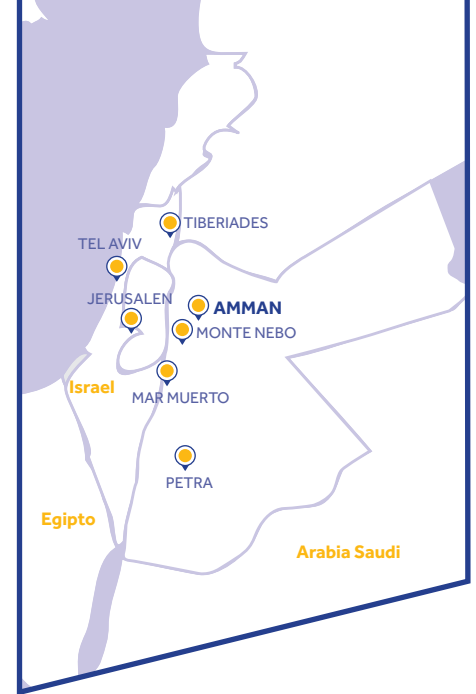 TIBERIADES
TEL AVIV
JERUSALEN
AMMAN
MONTE NEBO
Israel
MAR MUERTO
PETRA
Egipto
Arabia Saudi